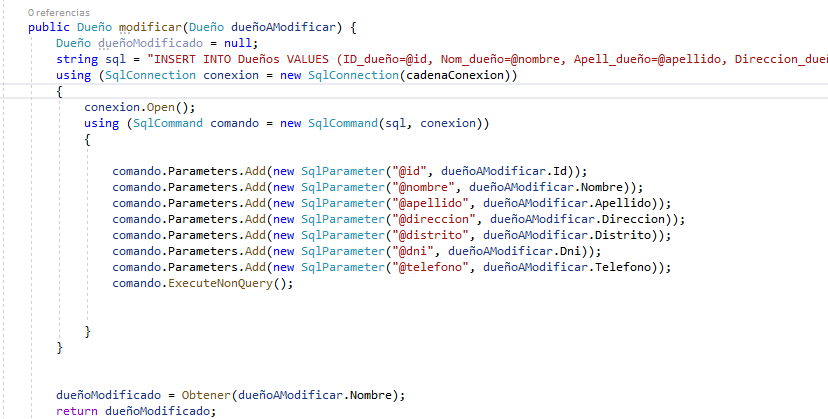 0 referencias
public Dueño modificar(Dueño dueñoAModificar) {
Dueño dueñoModificado = null;
string sql = "INSERT INTO Dueños VALUES (ID_dueño=@id, Nom_dueño=@nombre, Apell_dueño=@apellido, Direccion_due
using (SqlConnection conexion = new SqlConnection(cadenaConexion))
{
conexion.Open();
using (SqlCommand comando = new SqlCommand(sql, conexion))
{
comando.Parameters.Add(new SqlParameter("@id", dueñoAModificar.Id));
comando.Parameters.Add(new SqlParameter("@nombre", dueñoAModificar.Nombre));
comando.Parameters.Add(new SqlParameter("@apellido", dueñoAModificar.Apellido));
comando.Parameters.Add(new SqlParameter("@direccion", dueñoAModificar.Direccion));
comando.Parameters.Add(new SqlParameter("@distrito", dueñoAModificar.Distrito));
comando.Parameters.Add(new SqlParameter("@dni", dueñoAModificar.Dni));
comando.Parameters.Add(new SqlParameter("@telefono", dueñoAModificar.Telefono));
comando.ExecuteNonQuery();
}
}
dueñoModificado = Obtener(dueñoAModificar.Nombre);
return dueñoModificado;